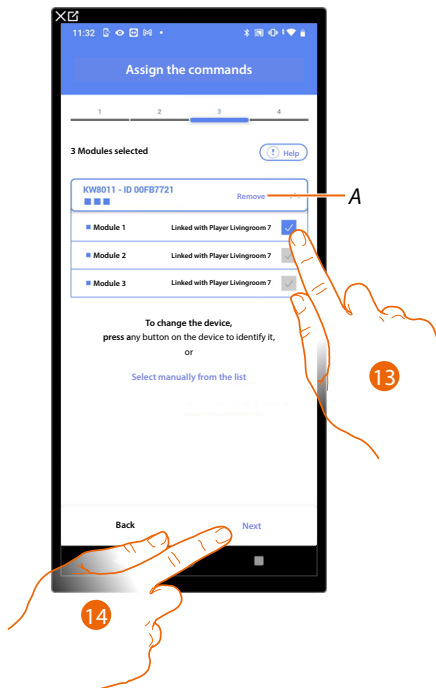 11:32
Assign the commands
1 2 3 4
3 Modules selected
Help
KW8011 - ID 00FB7721
Remove
A
Module 1 Linked with Player Livingroom 7
Module 2 Linked with Player Livingroom 7
Module 3 Linked with Player Livingroom 7
To change the device,
press any button on the device to identify it,
or
Select manually from the list
13
Back Next
14